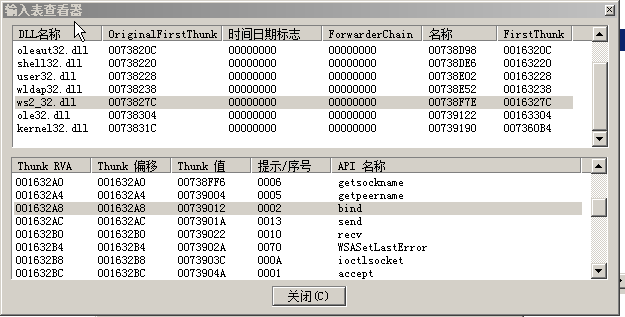 输入表查看器
DLL名称 OriginalFirstThunk 时间日期标志 ForwarderChain 名称 FirstThunk
oleaut32.dll 0073820C 00000000 00000000 00738D98 0016320C
shell32.dll 00738220 00000000 00000000 00738DE6 00163220
user32.dll 00738228 00000000 00000000 00738E02 00163228
wldap32.dll 00738238 00000000 00000000 00738E52 00163238
ws2_32.dll 0073827C 00000000 00000000 00738F7E 0016327C
ole32.dll 00738304 00000000 00000000 00739122 00163304
kernel32.dll 0073831C 00000000 00000000 00739190 007360B4
Thunk RVA Thunk 偏移 Thunk 值 提示/序号 API 名称
001632A0 001632A0 00738FF6 0006 getsockname
001632A4 001632A4 00739004 0005 getpeername
001632A8 001632A8 00739012 0002 bind
001632AC 001632AC 0073901A 0013 send
001632B0 001632B0 00739022 0010 recv
001632B4 001632B4 0073902A 0070 WSASetLastError
001632B8 001632B8 0073903C 000A ioctlsocket
001632BC 001632BC 0073904A 0001 accept
关闭(C)